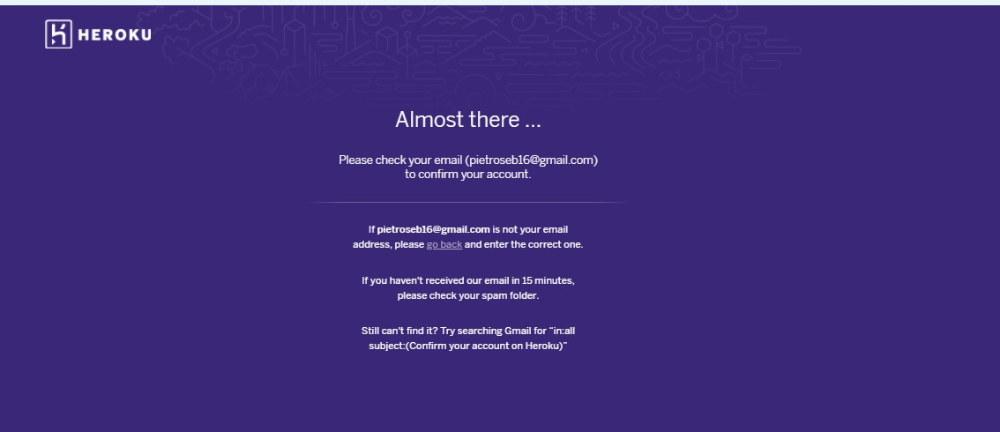 HEROKU
Almost there ...
Please check your email (pietroseb16@gmail.com)
to confirm your account.
If pietroseb16@gmail.com is not your email
address, please go back and enter the correct one.
If you haven't received our email in 15 minutes,
please check your spam folder.
Still can't find it? Try searching Gmail for “in:all
subject:(Confirm your account on Heroku)”